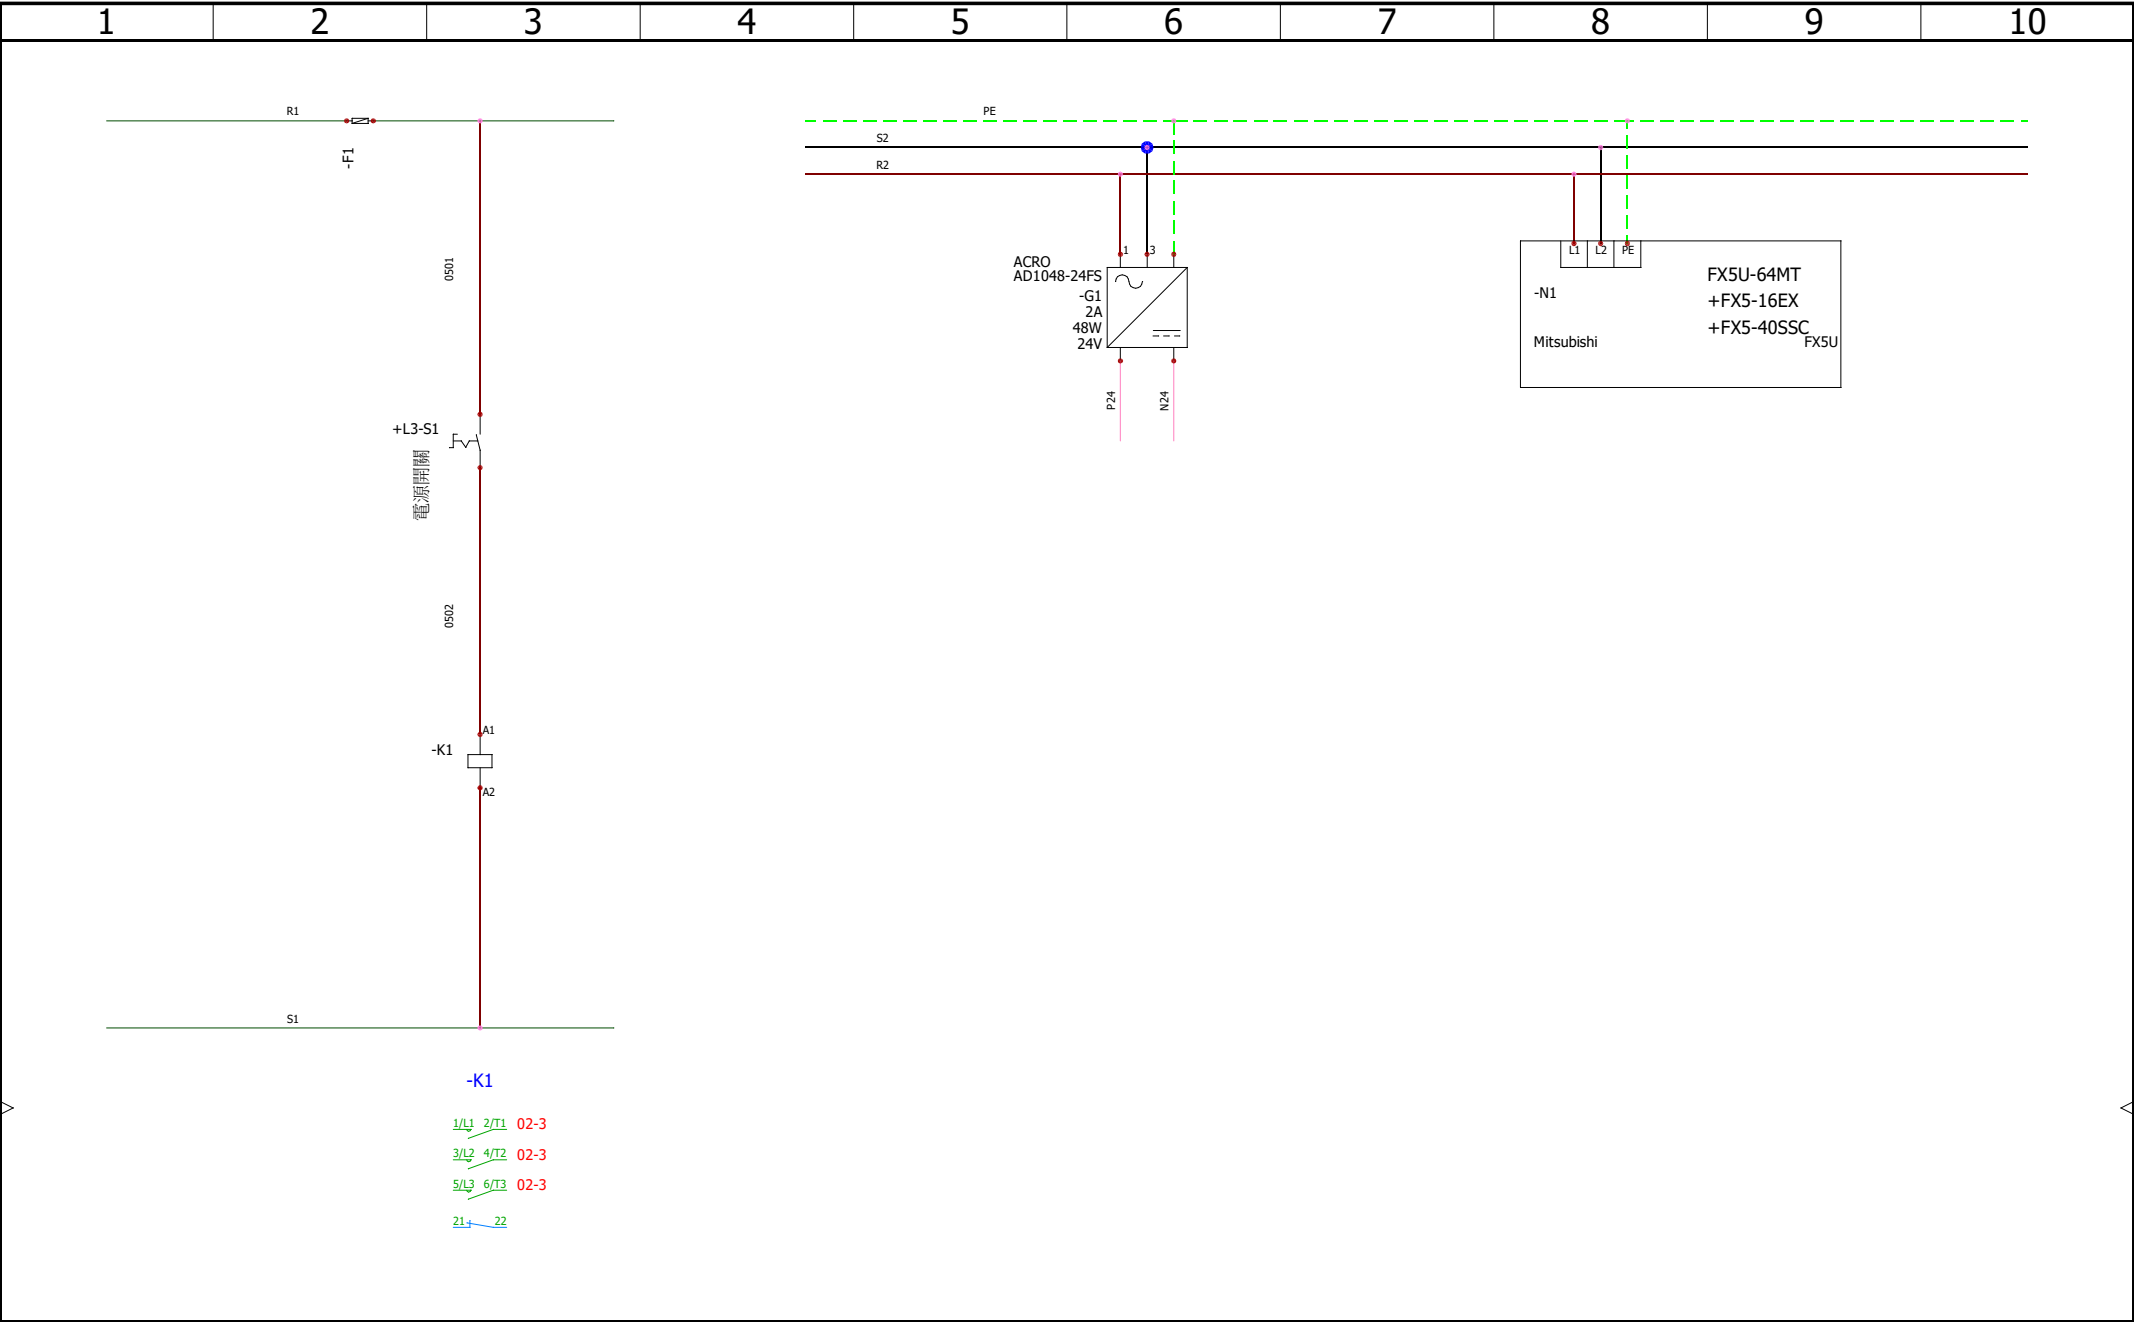 1 2 3 4 5 6 7 8 9 10
R1
-F1
0501
+L3-S1
電源開關
0502
A1
-K1
A2
S1
-K1
1/L1 2/T1 02-3
3/L2 4/T2 02-3
5/L3 6/T3 02-3
21 22
PE
S2
R2
1 3
ACRO
AD1048-24FS
-G1
2A
48W
24V
P24 N24
L1 L2 PE
-N1
Mitsubishi
FX5U-64MT
+FX5-16EX
+FX5-40SSC
FX5U